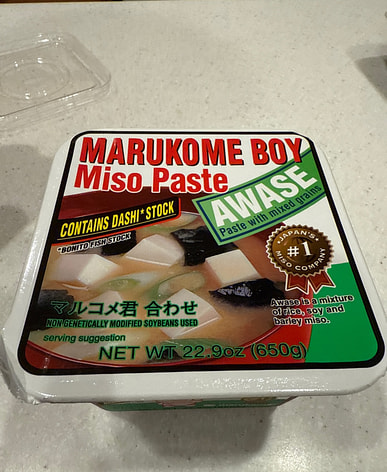 MARUKOME BOY
Miso Paste
AWASE
Paste with mixed grains
CONTAINS DASHI* STOCK
*BONITO FISH STOCK
JAPAN'S
#1
MISO COMPANY
Awase is a mixture
of rice, soy and
barley miso.
マルコメ君 合わせ
NON GENETICALLY MODIFIED SOYBEANS USED
serving suggestion
NET WT 22.9oz (650g)